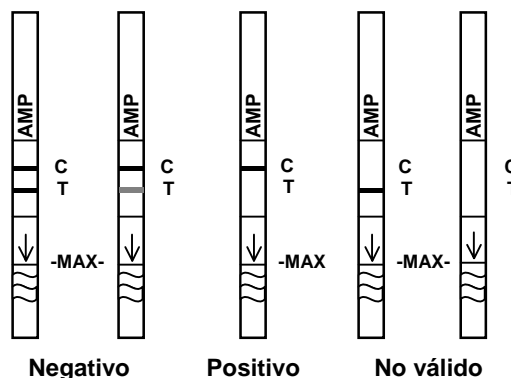 AMP AMP AMP AMP AMP
C C C C
T T T T
-MAX- -MAX -MAX-
Negativo Positivo No válido